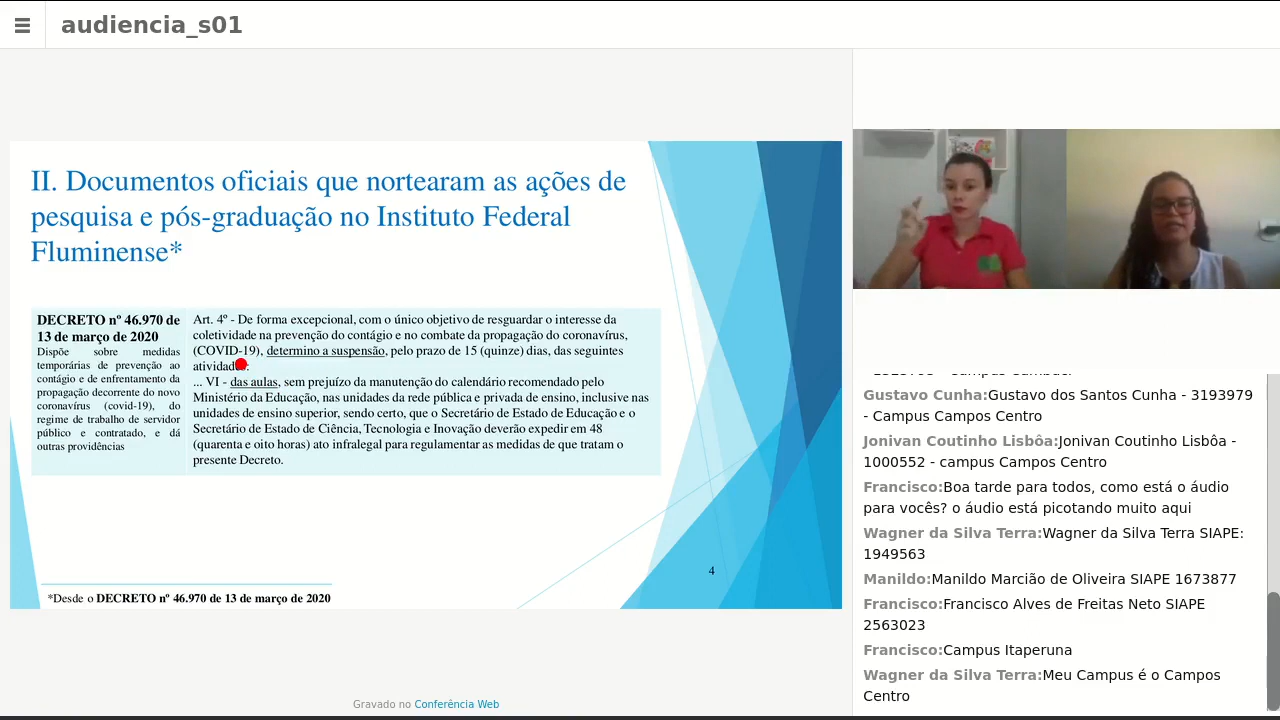 audiencia_s01
II. Documentos oficiais que nortearam as ações de
pesquisa e pós-graduação no Instituto Federal
Fluminense*
DECRETO nº 46.970 de
13 de março de 2020
Dispõe sobre medidas
temporárias de prevenção ao
contágio e de enfrentamento da
propagação decorrente do novo
coronavírus (covid-19), do
regime de trabalho de servidor
público e contratado, e dá
outras providências
Art. 4º - De forma excepcional, com o único objetivo de resguardar o interesse da
coletividade na prevenção do contágio e no combate da propagação do coronavírus,
(COVID-19), determino a suspensão, pelo prazo de 15 (quinze) dias, das seguintes
... VI - das aulas, sem prejuízo da manutenção do calendário recomendado pelo
Ministério da Educação, nas unidades da rede pública e privada de ensino, inclusive nas
unidades de ensino superior, sendo certo, que o Secretário de Estado de Educação e o
Secretário de Estado de Ciência, Tecnologia e Inovação deverão expedir em 48
(quarenta e oito horas) ato infralegal para regulamentar as medidas de que tratam o
presente Decreto.
4
*Desde o DECRETO nº 46.970 de 13 de março de 2020
Gravado no Conferência Web
Gustavo Cunha:Gustavo dos Santos Cunha - 3193979
- Campus Campos Centro
Jonivan Coutinho Lisbôa:Jonivan Coutinho Lisbôa -
1000552 - campus Campos Centro
Francisco:Boa tarde para todos, como está o áudio
para vocês? o áudio está picotando muito aqui
Wagner da Silva Terra:Wagner da Silva Terra SIAPE:
1949563
Manildo:Manildo Marcião de Oliveira SIAPE 1673877
Francisco:Francisco Alves de Freitas Neto SIAPE
2563023
Francisco:Campus Itaperuna
Wagner da Silva Terra:Meu Campus é o Campos
Centro